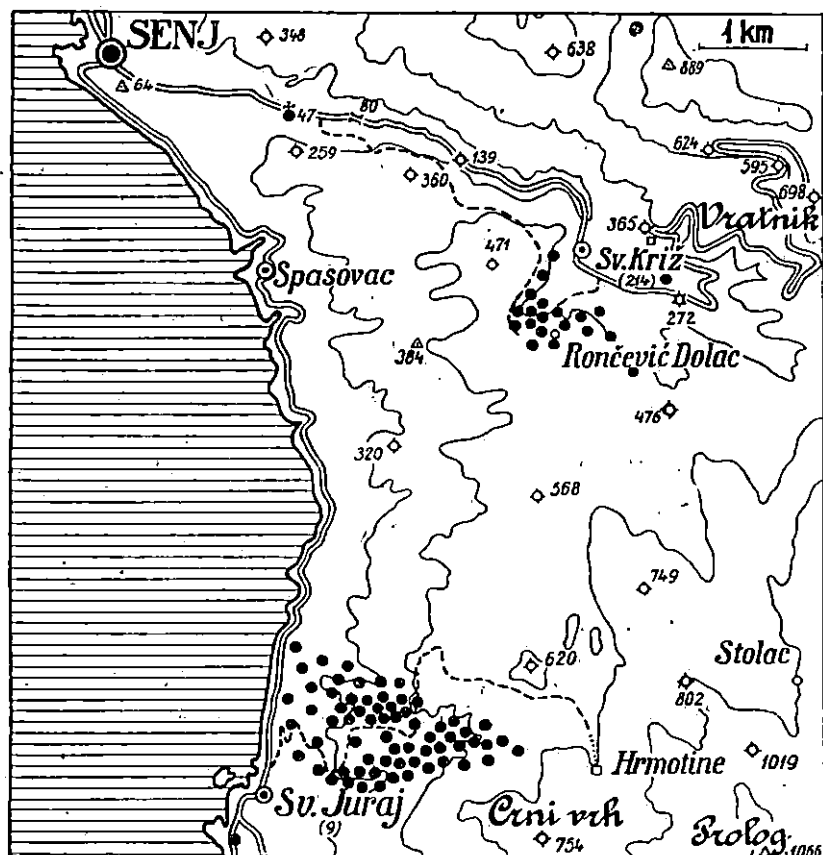 SENJ
348
638
1 km
889
64
47
80
259
139
360
624
595
698
365
Vratnik
471
Sv. Križ
(214)
Spasovac
272
384
Rončević Dolac
476
320
568
749
620
Stolac
802
Hrmotine
1019
Sv. Juraj
(9)
Crni vrh
754
Prolog
1066